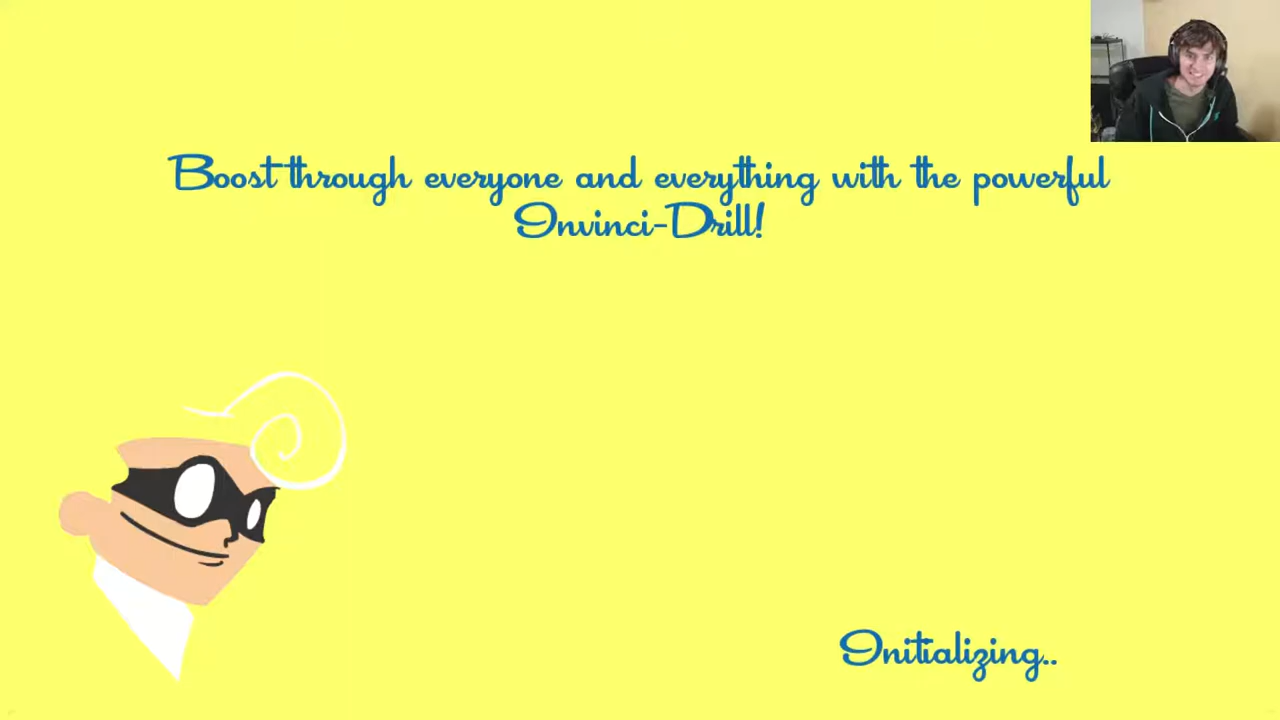 Boost through everyone and everything with the powerful
Invinci-Drill!
Initializing..